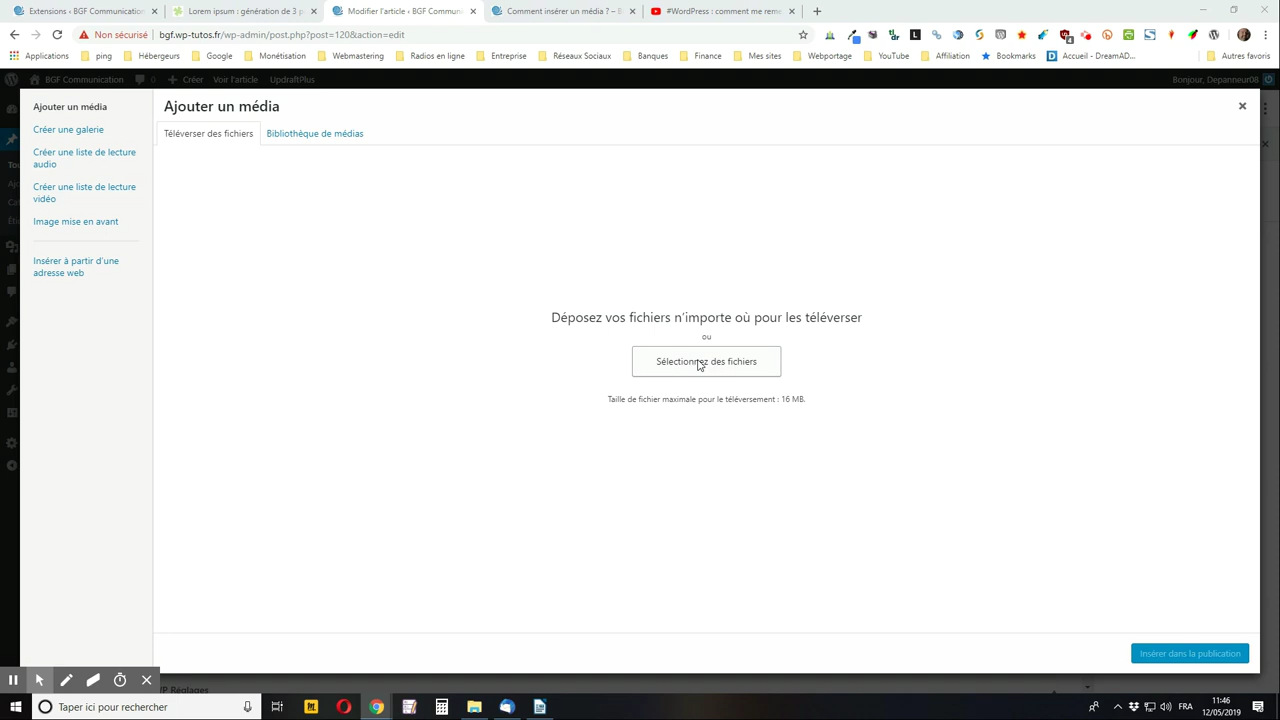 Extensions ‹ BGF Communication
Lorem ipsum : génération de 3 p
Modifier l'article ‹ BGF Commun
Comment insérer un média ? – B
#WordPress : comment me reme
Non sécurisé
bgf.wp-tutos.fr/wp-admin/post.php?post=120&action=edit
Applications
ping
Hébergeurs
Google
Monétisation
Webmastering
Radios en ligne
Entreprise
Réseaux Sociaux
Banques
Finance
Mes sites
Webportage
YouTube
Affiliation
Bookmarks
Accueil - DreamAD...
Autres favoris
BGF Communication
0
Créer
Voir l'article
UpdraftPlus
Bonjour, Depanneur08
Ajouter un média
Créer une galerie
Créer une liste de lecture
audio
Créer une liste de lecture
vidéo
Image mise en avant
Insérer à partir d'une
adresse web
Ajouter un média
Téléverser des fichiers
Bibliothèque de médias
Déposez vos fichiers n'importe où pour les téléverser
ou
Sélectionnez des fichiers
Taille de fichier maximale pour le téléversement : 16 MB.
Insérer dans la publication
WP Réglages
Taper ici pour rechercher
FRA
11:46
12/05/2019